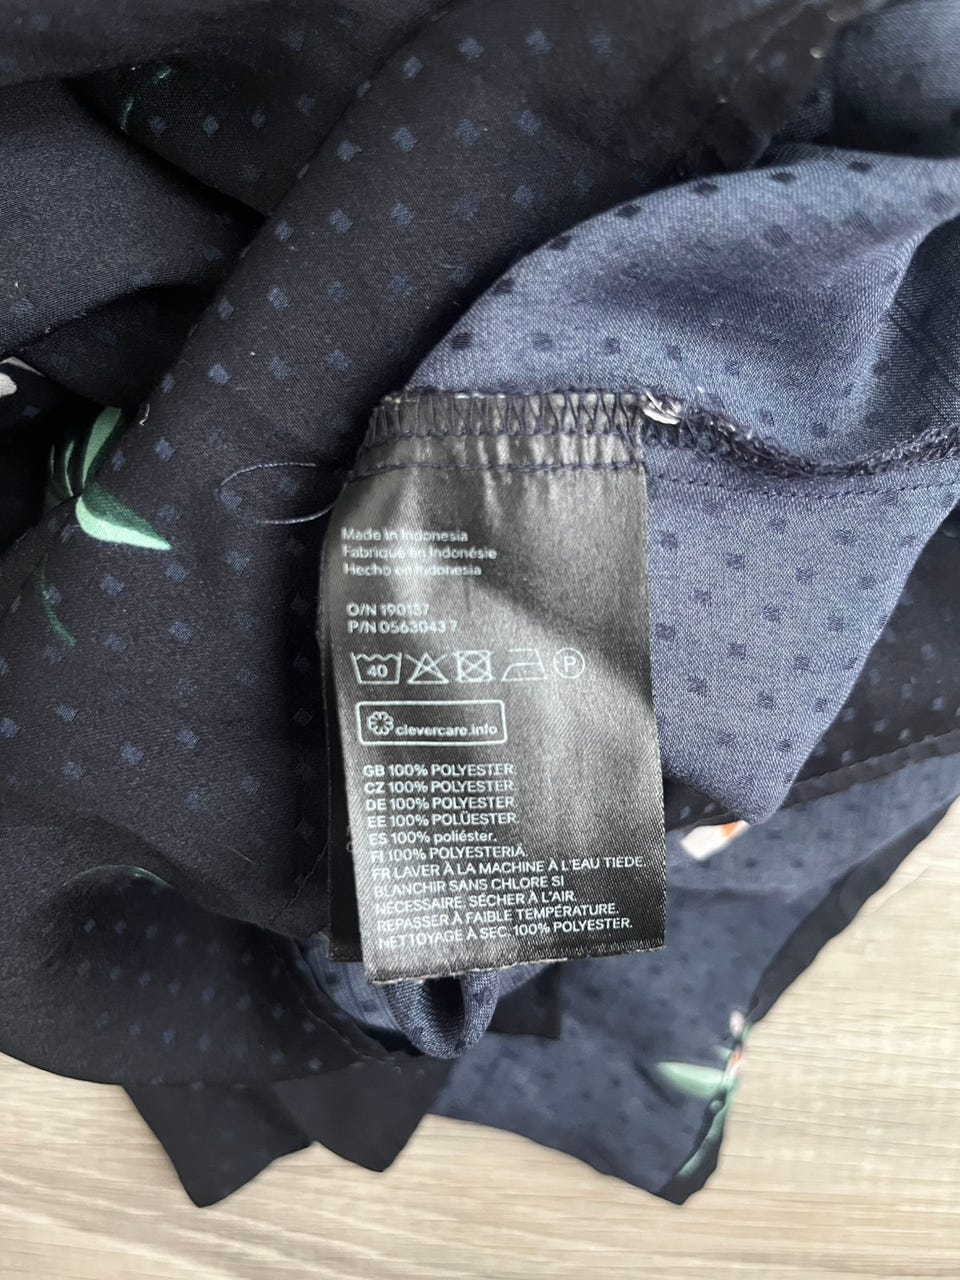 Made in Indonesia
Fabriqué en Indonésie
Hecho en Indonesia
O/N 190137
P/N 0563043 7
40
P
clevercare.info
GB 100% POLYESTER.
CZ 100% POLYESTER.
DE 100% POLYESTER
EE 100% POLÜESTER.
ES 100% poliéster.
FI 100% POLYESTERIÄ.
FR LAVER À LA MACHINE À L'EAU TIÈDE.
BLANCHIR SANS CHLORE SI
NÉCESSAIRE. SÉCHER À L'AIR.
REPASSER À FAIBLE TEMPÉRATURE.
NETTOYAGE À SEC. 100% POLYESTER.